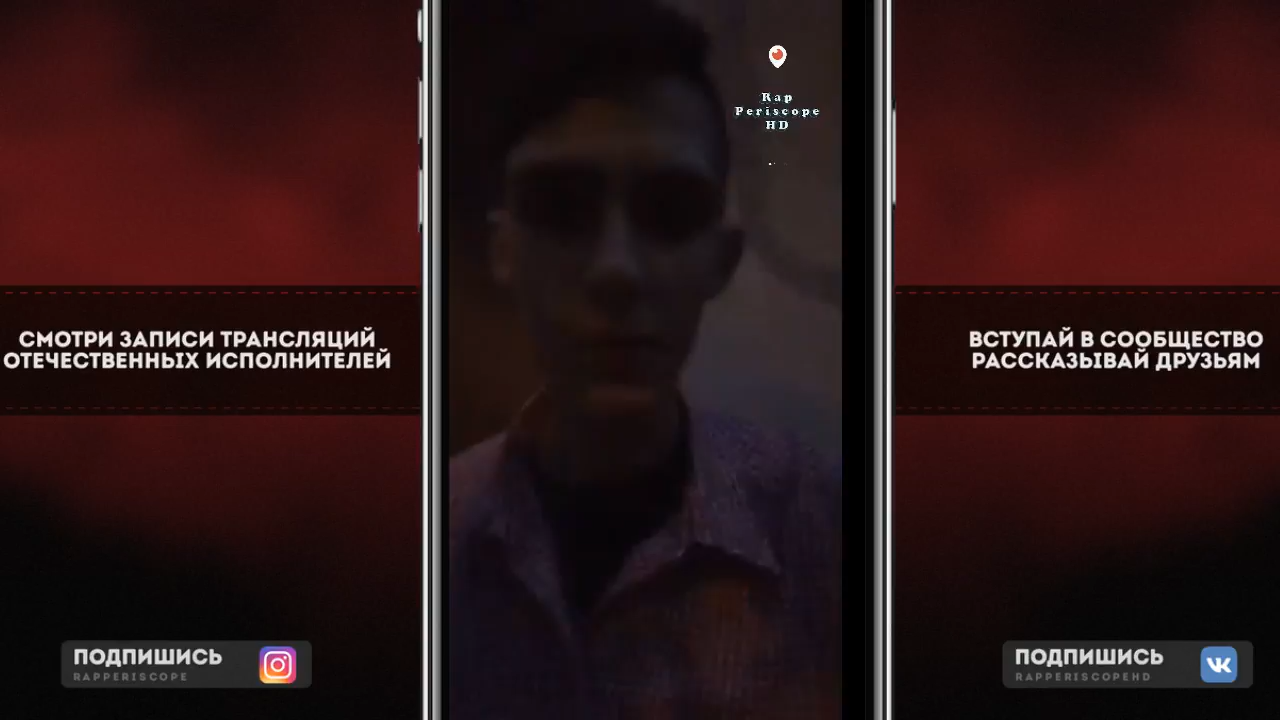 Rap
Periscope
HD
СМОТРИ ЗАПИСИ ТРАНСЛЯЦИЙ
ОТЕЧЕСТВЕННЫХ ИСПОЛНИТЕЛЕЙ
ВСТУПАЙ В СООБЩЕСТВО
РАССКАЗЫВАЙ ДРУЗЬЯМ
ПОДПИШИСЬ
RAPPERISCOPE
ПОДПИШИСЬ
RAPPERISCOPEHD